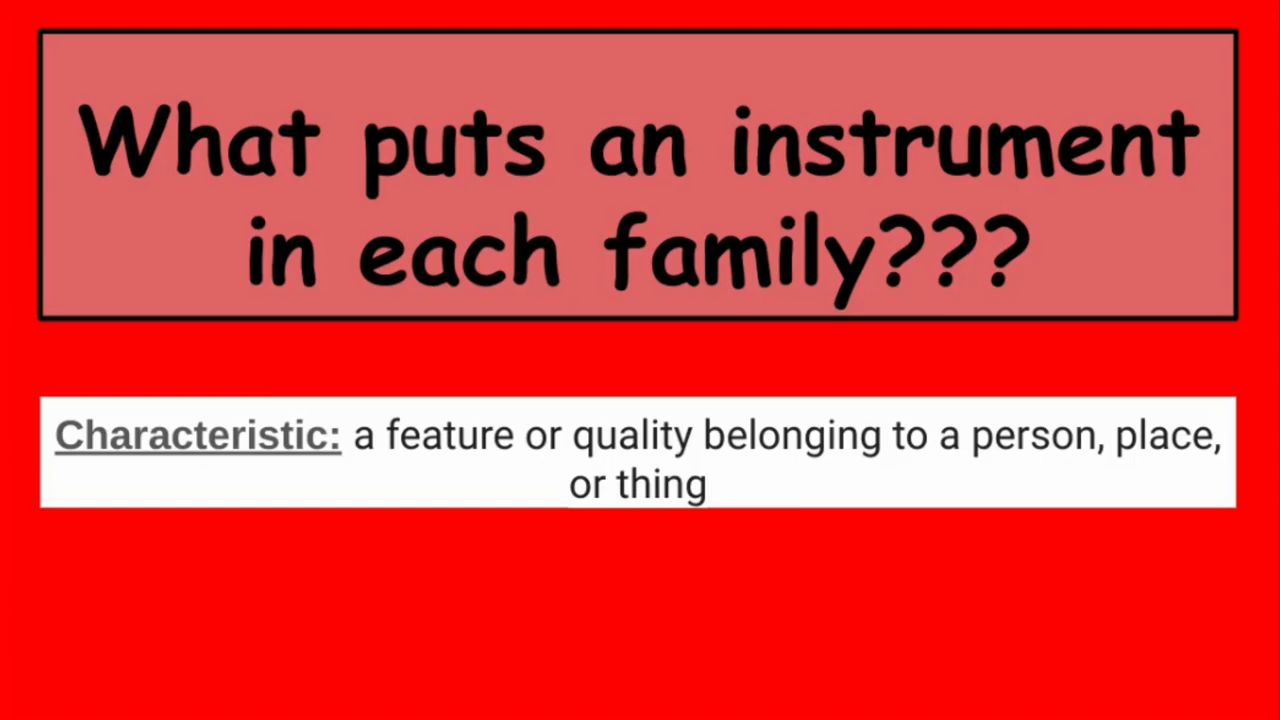 What puts an instrument
in each family???
Characteristic: a feature or quality belonging to a person, place,
or thing